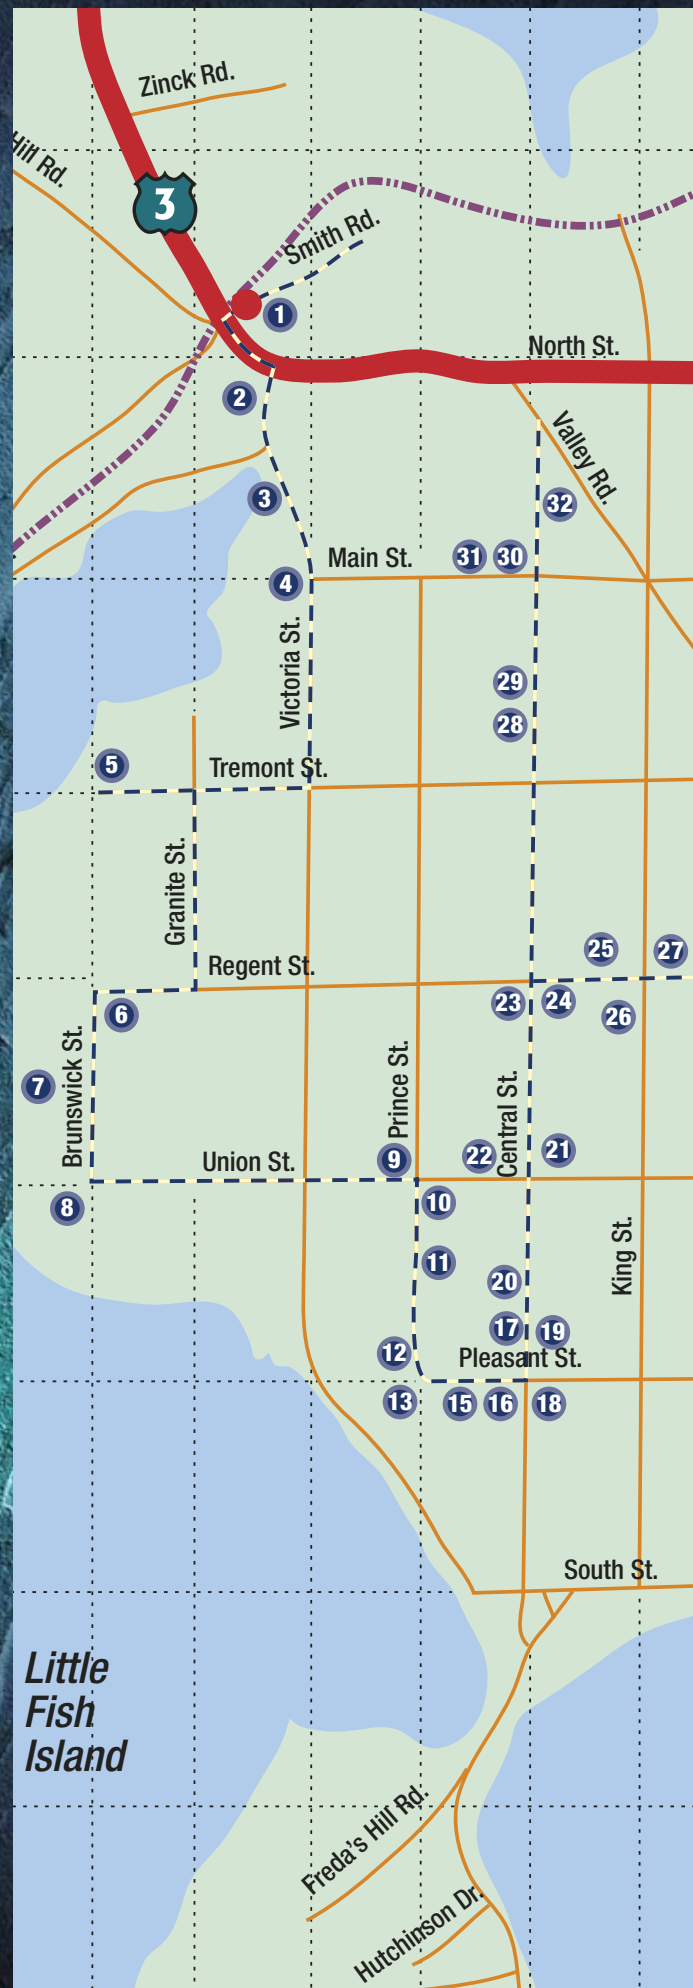 Zinck Rd.
Hill Rd.
3
Smith Rd.
1
North St.
2
Valley Rd.
3
32
Main St.
31
30
4
Victoria St.
29
28
5
Tremont St.
Granite St.
25
27
Regent St.
23
24
26
6
7
Brunswick St.
Prince St.
Central St.
21
22
9
Union St.
8
10
11
King St.
20
17
19
12
Pleasant St.
13
15
16
18
South St.
Little
Fish
Island
Freda's Hill Rd.
Hutchinson Dr.